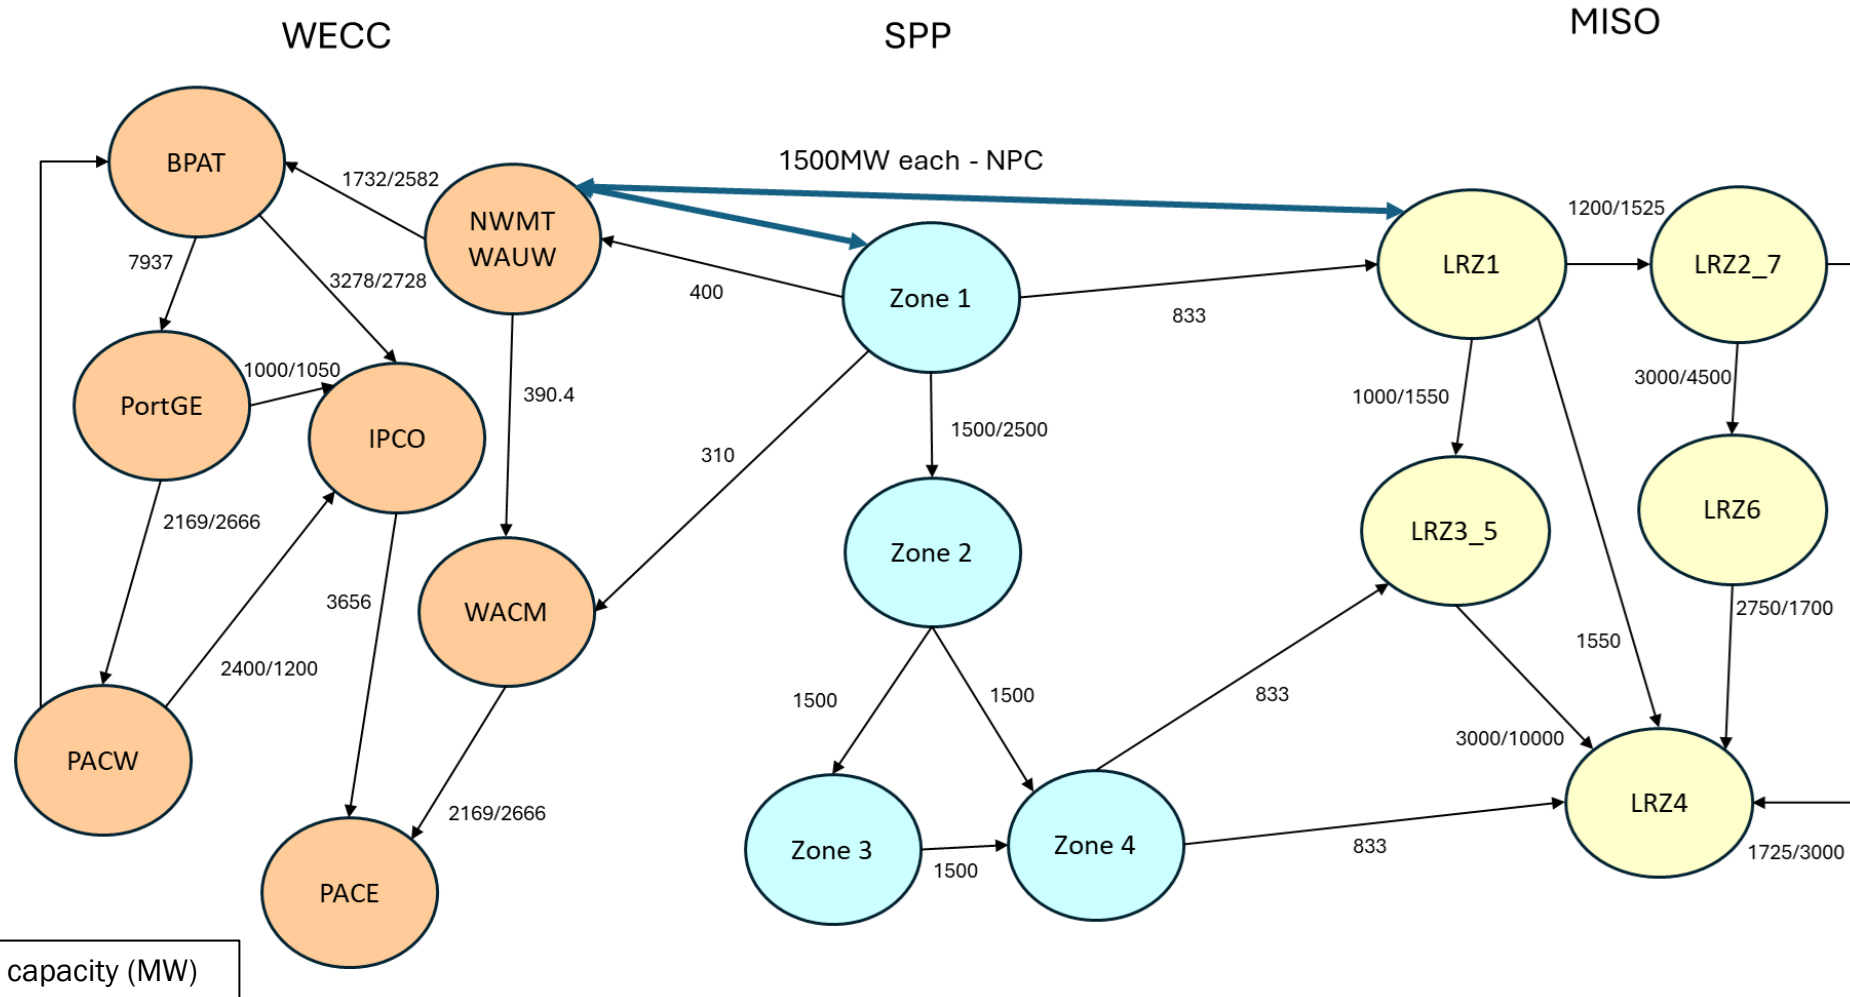 WECC
SPP
MISO
BPAT
1732/2582
NWMT
WAUW
1500MW each - NPC
LRZ1
1200/1525
LRZ2_7
7937
3278/2728
400
Zone 1
833
PortGE
1000/1050
IPCO
390.4
310
1500/2500
1000/1550
3000/4500
2169/2666
Zone 2
LRZ3_5
LRZ6
3656
WACM
2750/1700
2400/1200
1500
1500
833
1550
3000/10000
PACW
2169/2666
Zone 3
1500
Zone 4
833
LRZ4
1725/3000
PACE
capacity (MW)